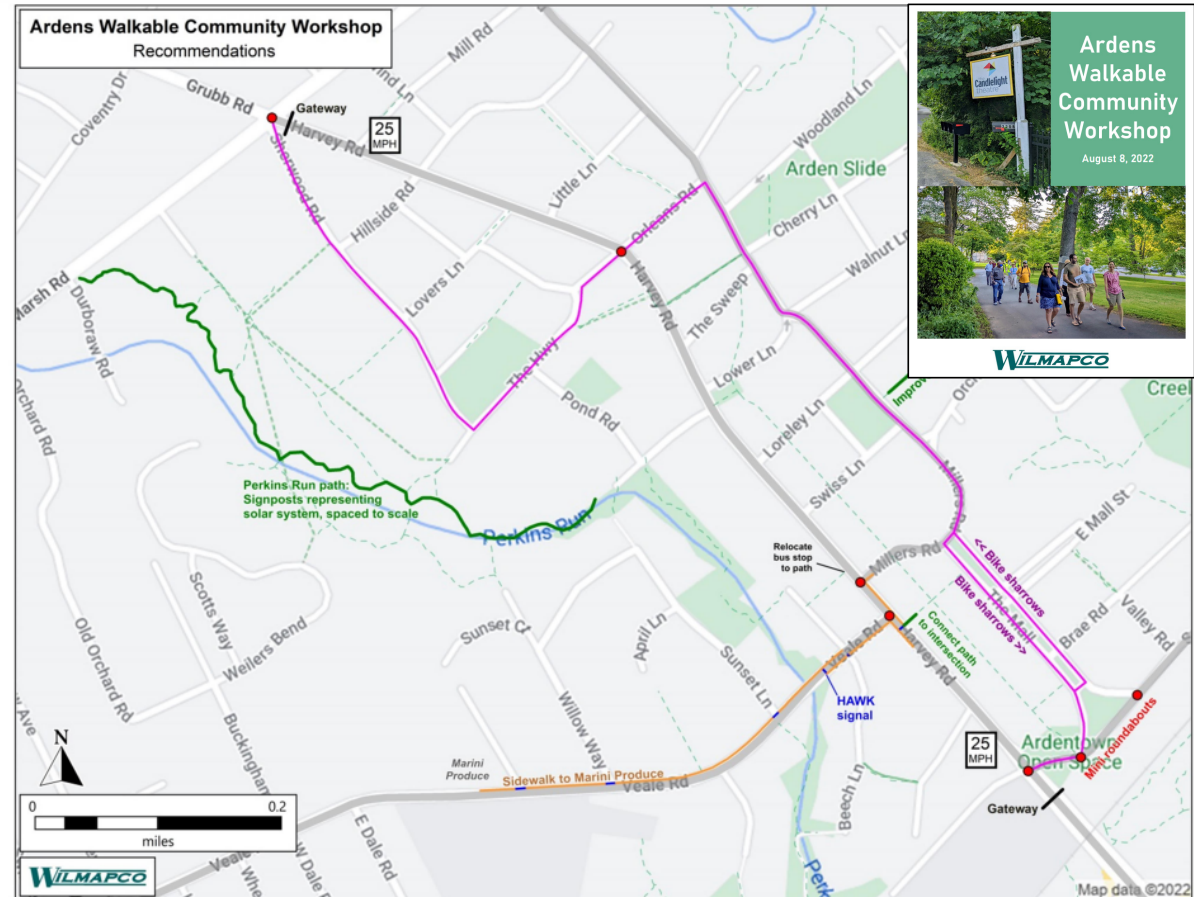 Ardens Walkable Community Workshop
Recommendations
Ardens
Walkable
Community
Workshop
August 8, 2022
Candlelight
WILMAPCO
Coventry Dr
Grubb Rd
Mill Rd
Gateway
Harvey Rd
25
MPH
Sherwood Rd
Hillside Rd
Little Ln
Woodland Ln
Arden Slide
Orleans Rd
Cherry Ln
Walnut Ln
Marsh Rd
Durboraw Rd
Lovers Ln
Harvey Rd
The Sweep
The Hwy
Lower Ln
Pond Rd
Loreley Ln
Swiss Ln
Orchard Rd
Millers Rd
E Mall St
Perkins Run path:
Signposts representing
solar system, spaced to scale
Perkins Run
Relocate
bus stop
to path
Millers Rd
<< Bike sharrows
The Mall
Bike sharrows >>
Brae Rd
Valley Rd
Connect path
to intersection
Scotts Way
Old Orchard Rd
Weilers Bend
Sunset Ct
April Ln
Sunset Ln
Veale Rd
Harvey Rd
HAWK
signal
Willow Way
Buckingham
Mini-roundabouts
25
MPH
Ardentown
Open Space
Gateway
Marini
Produce
Sidewalk to Marini Produce
Veale Rd
Beech Ln
N
0 0.2
miles
E Dale Rd
W Dale
Veale
WILMAPCO
Map data ©2022